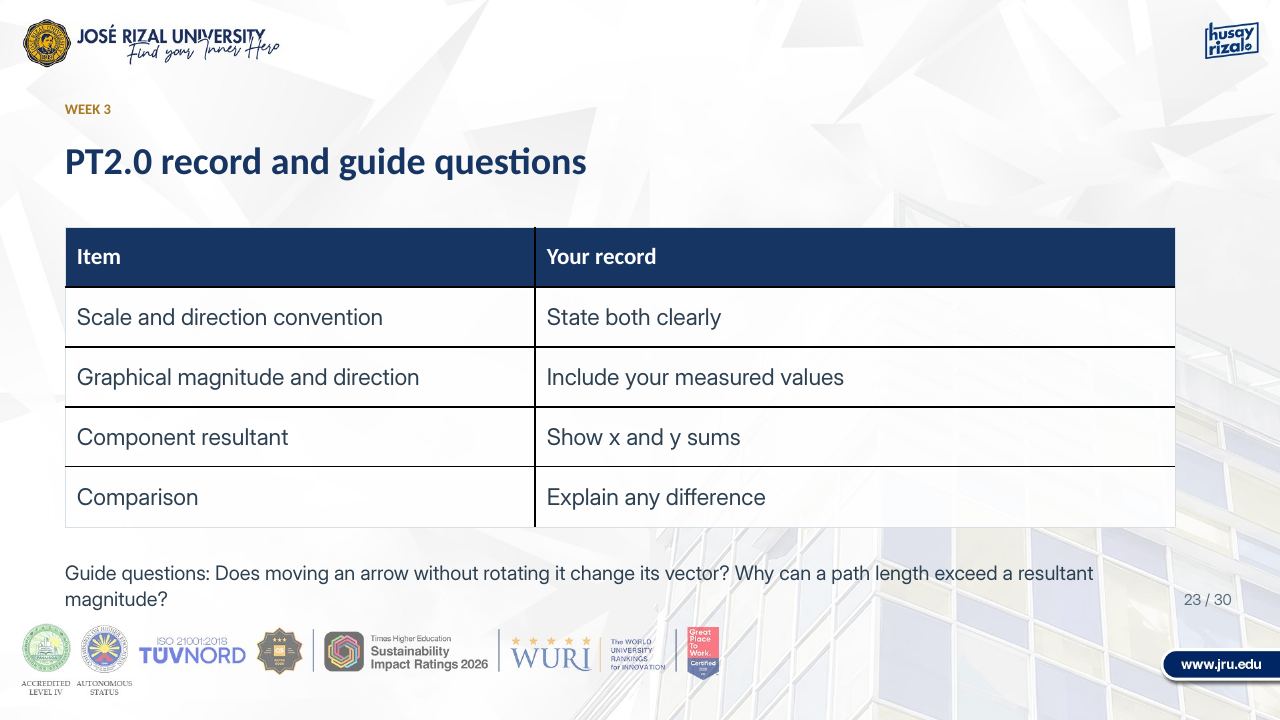 JOSÉ RIZAL UNIVERSITY
Find your Inner Hero
husay
rizal
WEEK 3
PT2.0 record and guide questions
Item Your record
Scale and direction convention State both clearly
Graphical magnitude and direction Include your measured values
Component resultant Show x and y sums
Comparison Explain any difference
Guide questions: Does moving an arrow without rotating it change its vector? Why can a path length exceed a resultant
magnitude?
23 / 30
ACCREDITED
LEVEL IV
AUTONOMOUS
STATUS
ISO 21001:2018
TÜVNORD
Times Higher Education
Sustainability
Impact Ratings 2026
WURI
The WORLD
UNIVERSITY
RANKINGS
for INNOVATION
Great
Place
To
Work.
Certified
www.jru.edu